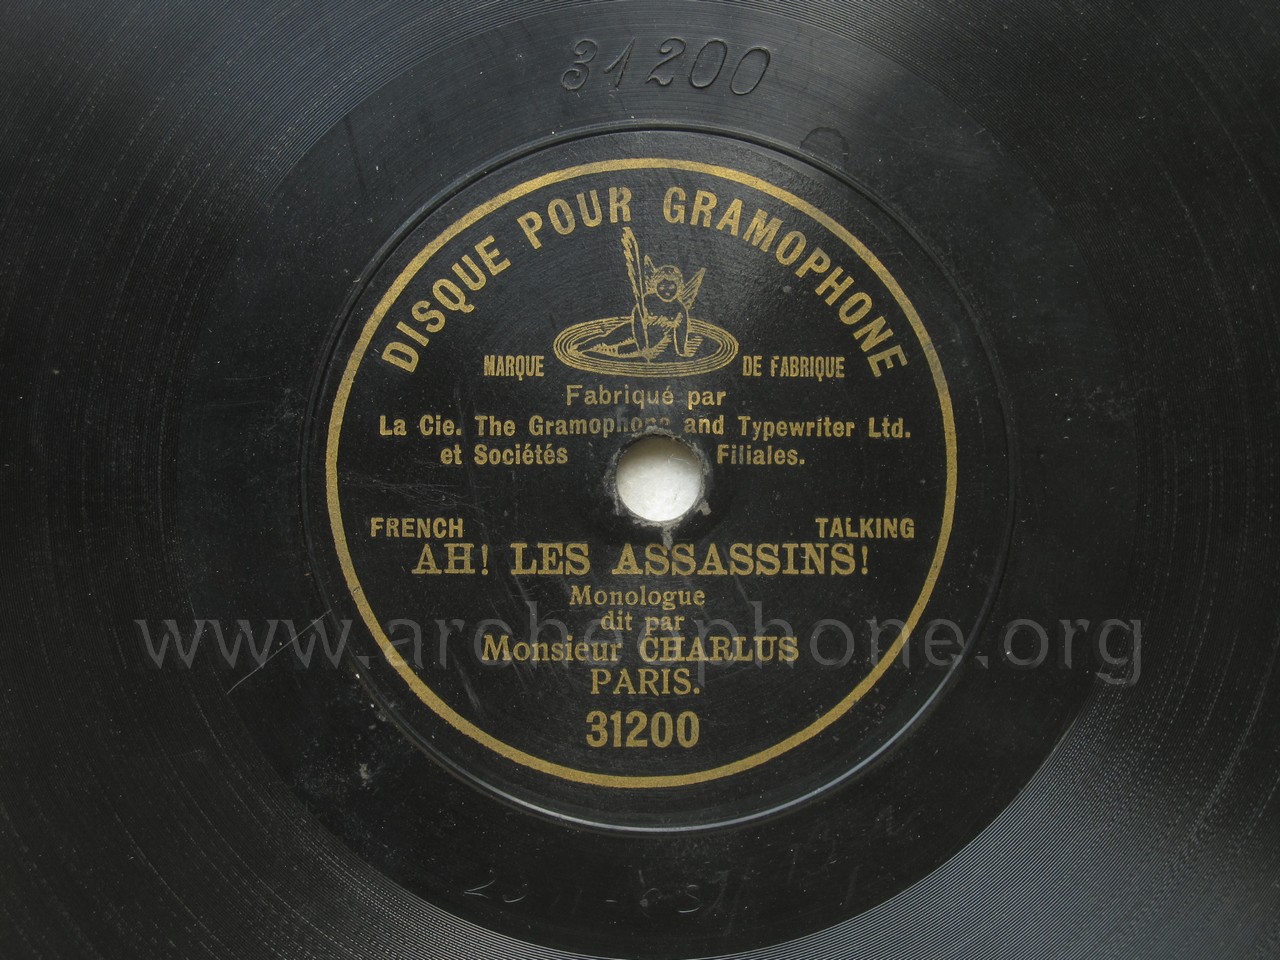 31200
DISQUE POUR GRAMOPHONE
MARQUE DE FABRIQUE
Fabriqué par
La Cie. The Gramophone and Typewriter Ltd.
et Sociétés Filiales.
FRENCH TALKING
AH! LES ASSASSINS!
Monologue
dit par
www.archeophone.org
Monsieur CHARLUS
PARIS.
31200